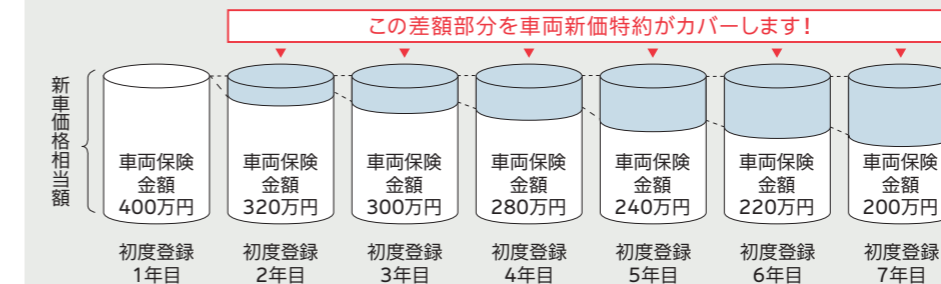 この差額部分を車両新価特約がカバーします!
新車価格相当額
車両保険
金額
400万円
車両保険
金額
320万円
車両保険
金額
300万円
車両保険
金額
280万円
車両保険
金額
240万円
車両保険
金額
220万円
車両保険
金額
200万円
初度登録
1年目
初度登録
2年目
初度登録
3年目
初度登録
4年目
初度登録
5年目
初度登録
6年目
初度登録
7年目